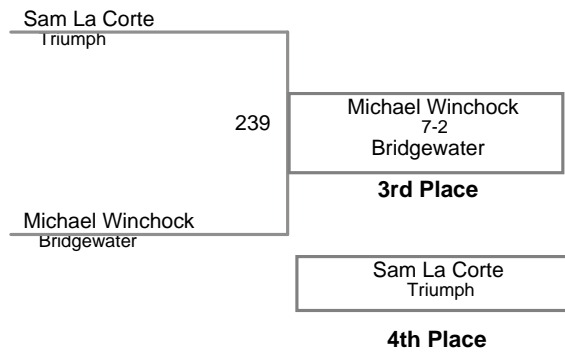 Sam La Corte
Triumph
239
Michael Winchock
7-2
Bridgewater
3rd Place
Michael Winchock
Bridgewater
Sam La Corte
Triumph
4th Place